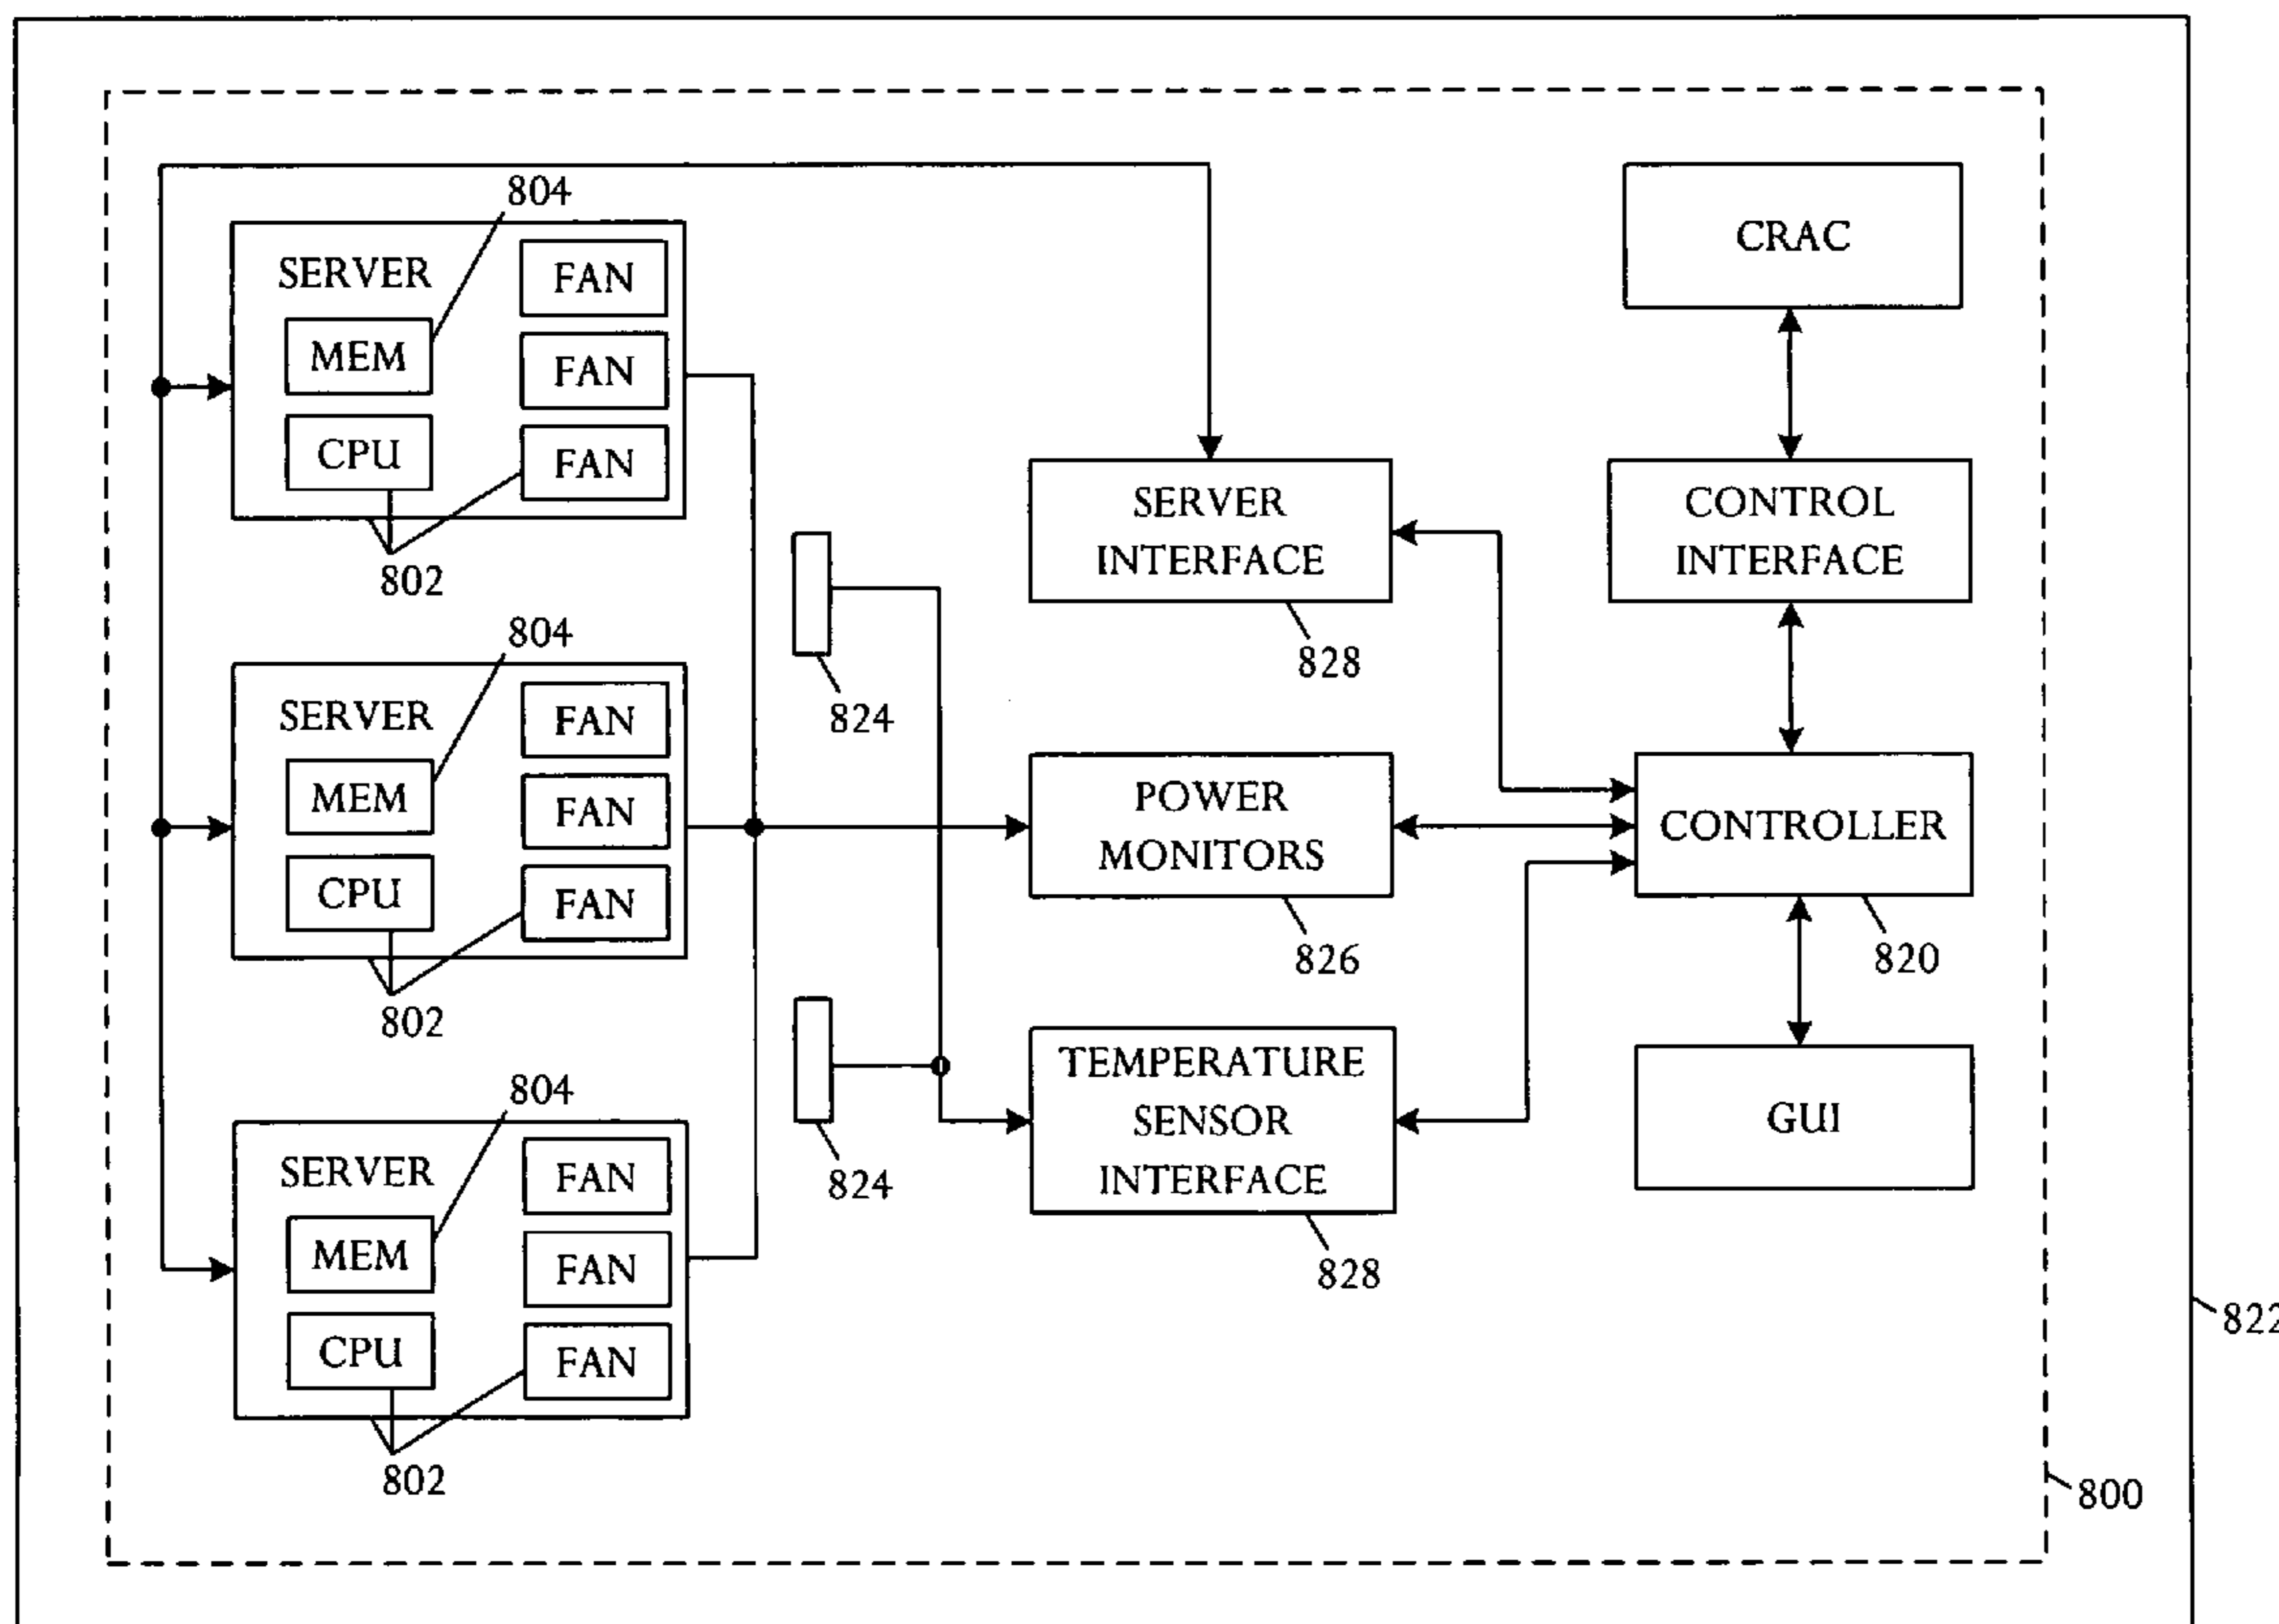 804
SERVER
FAN
MEM
FAN
CPU
FAN
802
804
SERVER
FAN
MEM
FAN
CPU
FAN
802
804
SERVER
FAN
MEM
FAN
CPU
FAN
802
824
824
SERVER
INTERFACE
828
POWER
MONITORS
826
TEMPERATURE
SENSOR
INTERFACE
828
CRAC
CONTROL
INTERFACE
CONTROLLER
820
GUI
822
800